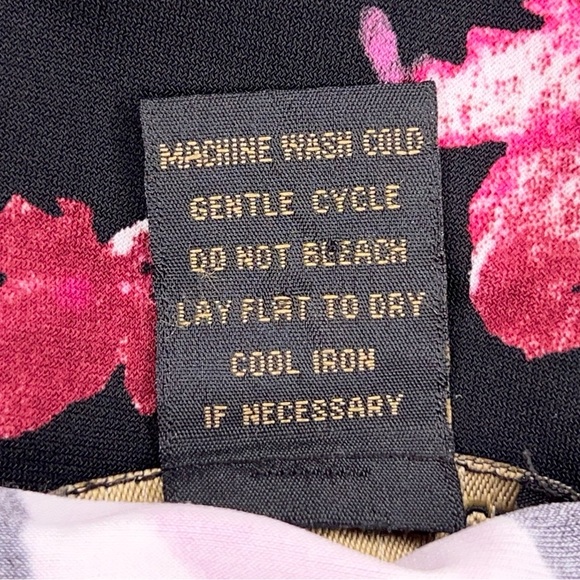 MACHINE WASH COLD
GENTLE CYCLE
DO NOT BLEACH
LAY FLAT TO DRY
COOL IRON
IF NECESSARY